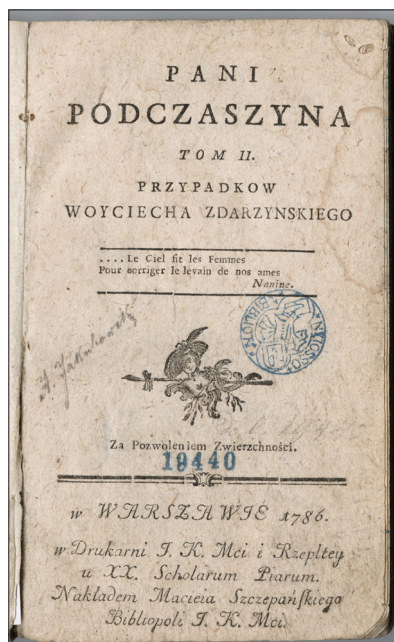 PANI
PODCZASZYNA
TOM II.
PRZYPADKOW
WOYCIECHA ZDARZYNSKIEGO
.... Le Ciel fit les Femmes
Pour corriger le levain de nos ames
Nanine.
Za Pozwoleniem Zwierzchności.
19440
w WARSZAWIE 1786.
w Drukarni J. K. Mci i Rzepltey
u XX. Scholarum Piarum.
Nakładem Macieia Szczepańskiego
Bibliopoli J. K. Mci.